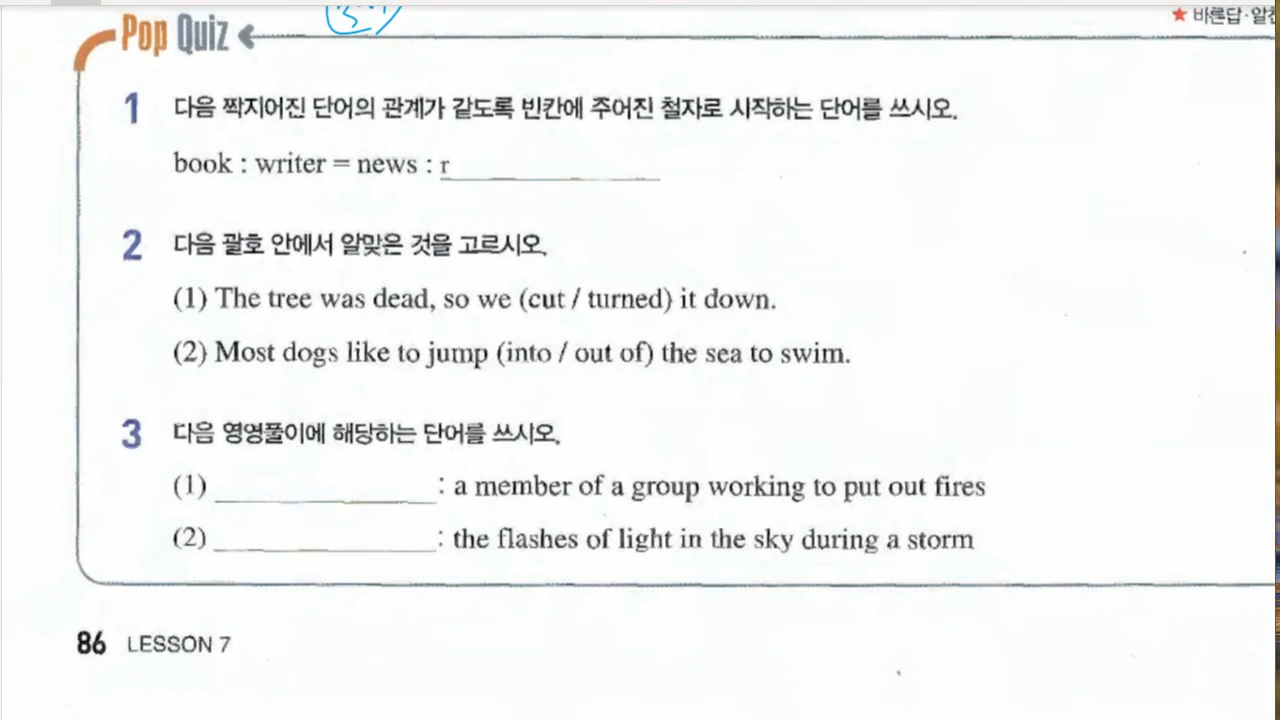 Pop Quiz
★ 바른답·알
1 다음 짝지어진 단어의 관계가 같도록 빈칸에 주어진 철자로 시작하는 단어를 쓰시오.
book : writer = news : r
2 다음 괄호 안에서 알맞은 것을 고르시오.
(1) The tree was dead, so we (cut / turned) it down.
(2) Most dogs like to jump (into / out of) the sea to swim.
3 다음 영영풀이에 해당하는 단어를 쓰시오.
(1) : a member of a group working to put out fires
(2) : the flashes of light in the sky during a storm
86 LESSON 7